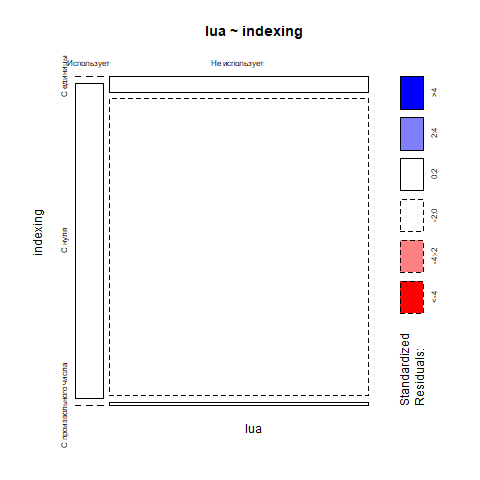 lua ~ indexing
Использует
Не использует
С единицы
С нуля
С произвольного числа
indexing
lua
>4
2:4
0:2
-2:0
-4:-2
<-4
Standardized
Residuals: